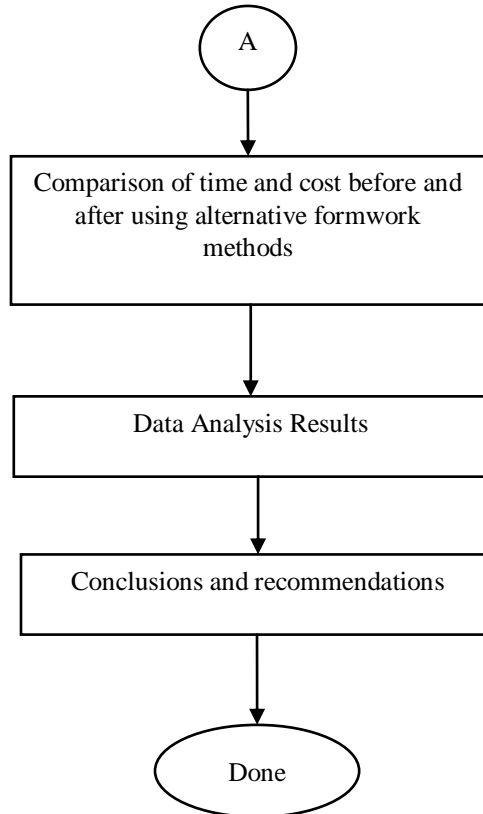 A
Comparison of time and cost before and
after using alternative formwork
methods
Data Analysis Results
Conclusions and recommendations
Done